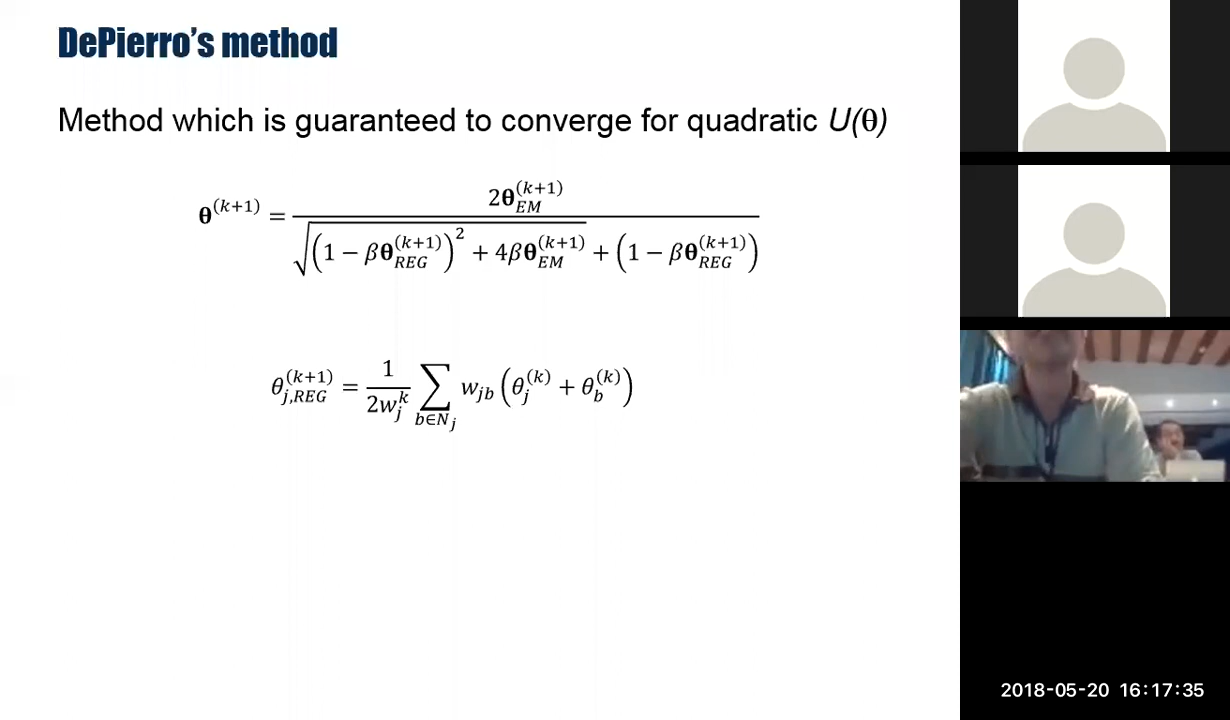 DePierro's method
Method which is guaranteed to converge for quadratic U(θ)
θ^(k+1) = 2θ_EM^(k+1) / (√((1 − βθ_REG^(k+1))^2 + 4βθ_EM^(k+1)) + (1 − βθ_REG^(k+1)))
θ_j,REG^(k+1) = 1/(2w_j^k) ∑_{b∈N_j} w_jb (θ_j^(k) + θ_b^(k))
2018-05-20 16:17:35